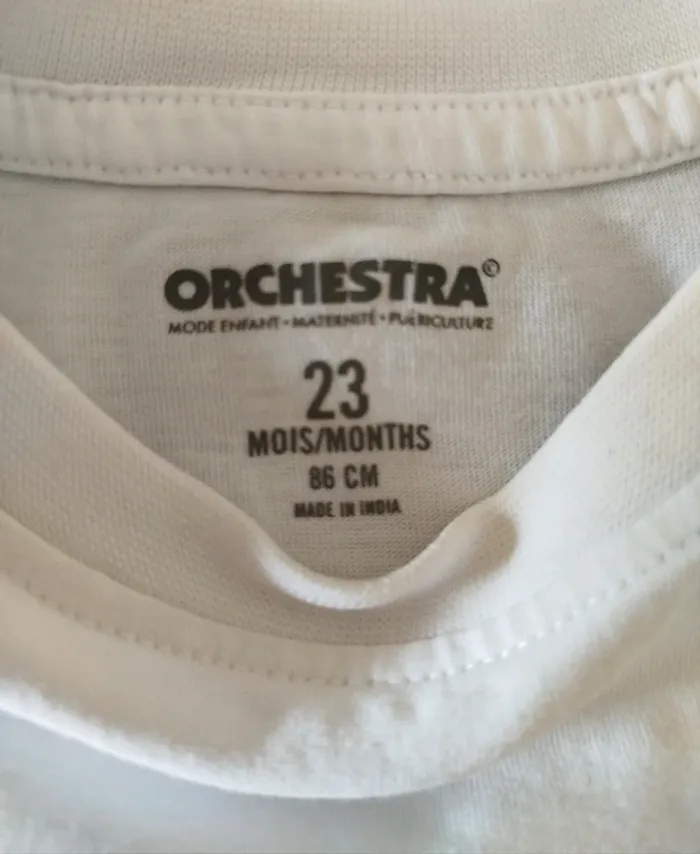 ORCHESTRA©
MODE ENFANT • MATERNITÉ • PUÉRICULTURE
23
MOIS/MONTHS
86 CM
MADE IN INDIA